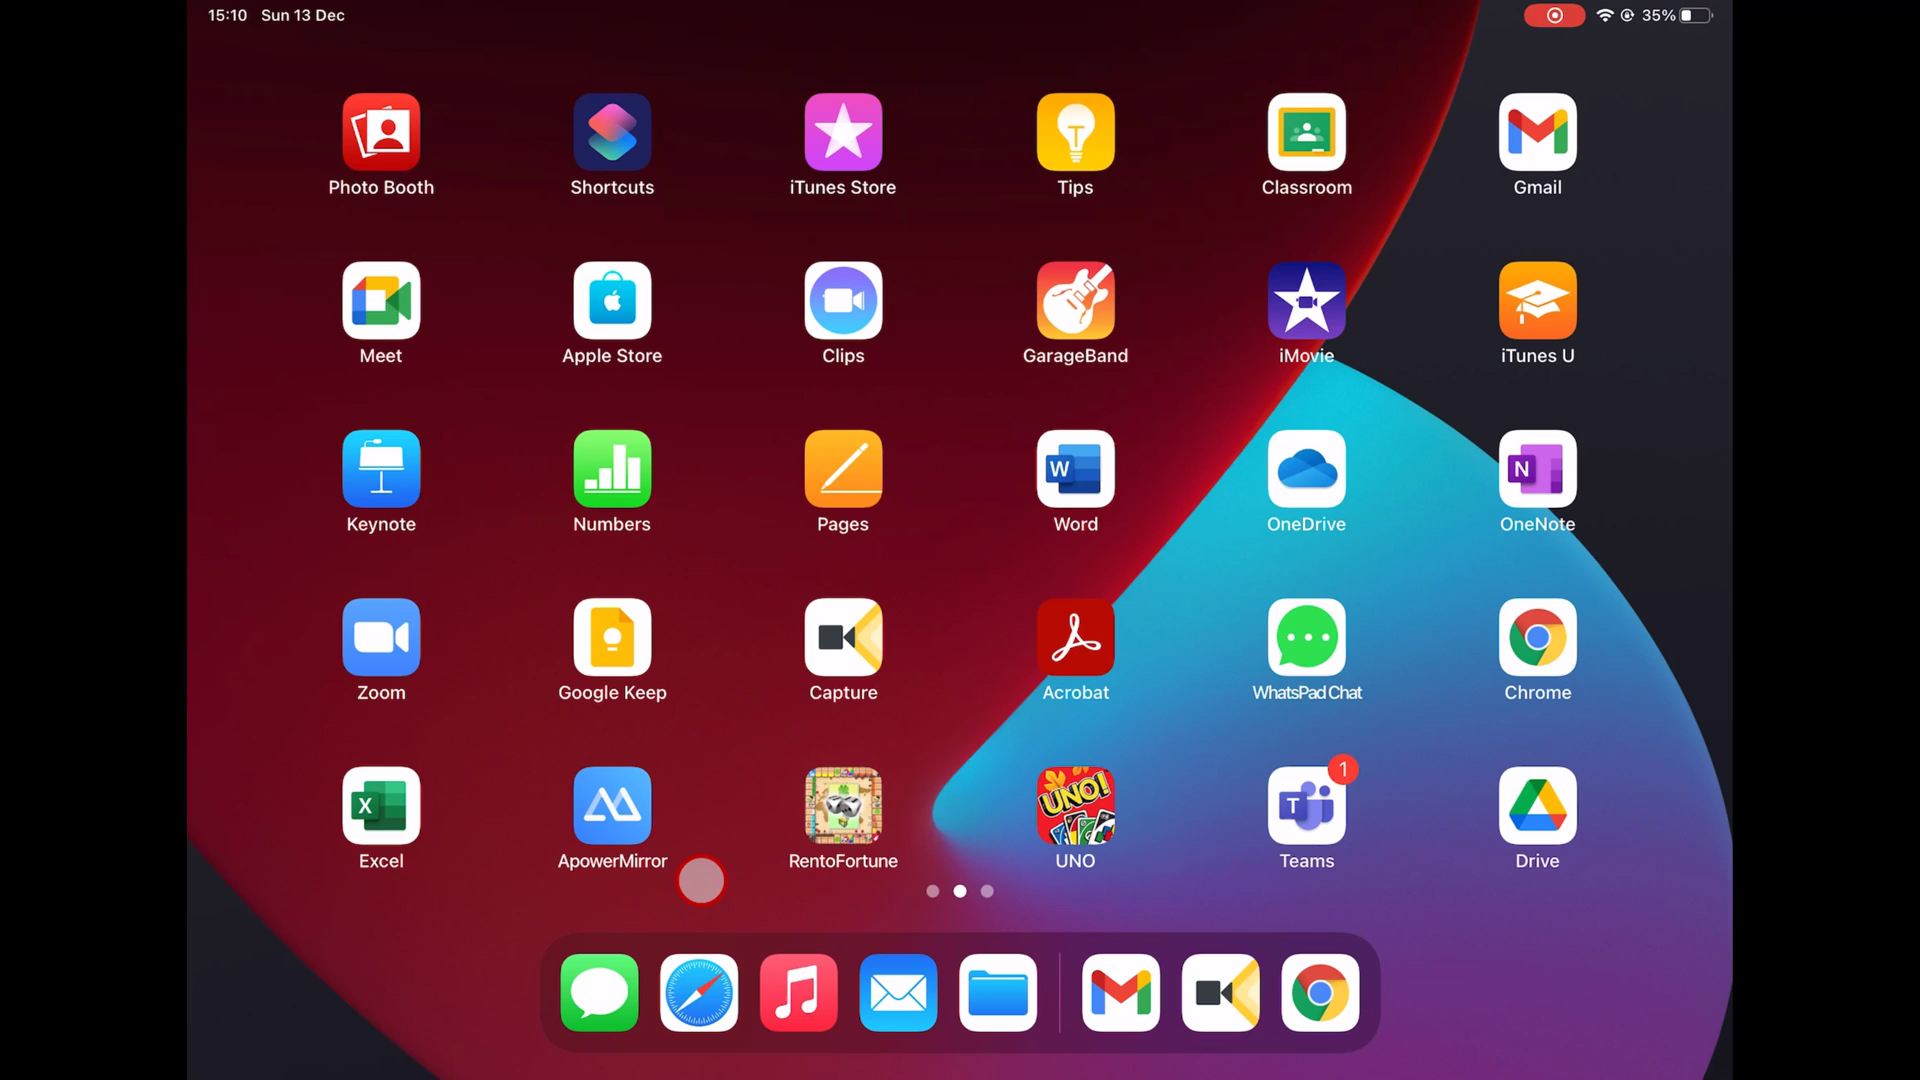 15:10 Sun 13 Dec 35%
Photo Booth Shortcuts iTunes Store Tips Classroom Gmail
Meet Apple Store Clips GarageBand iMovie iTunes U
W N
Keynote Numbers Pages Word OneDrive OneNote
Zoom Google Keep Capture Acrobat WhatsPad Chat Chrome
X UNO! T 1
Excel ApowerMirror RentoFortune UNO Teams Drive